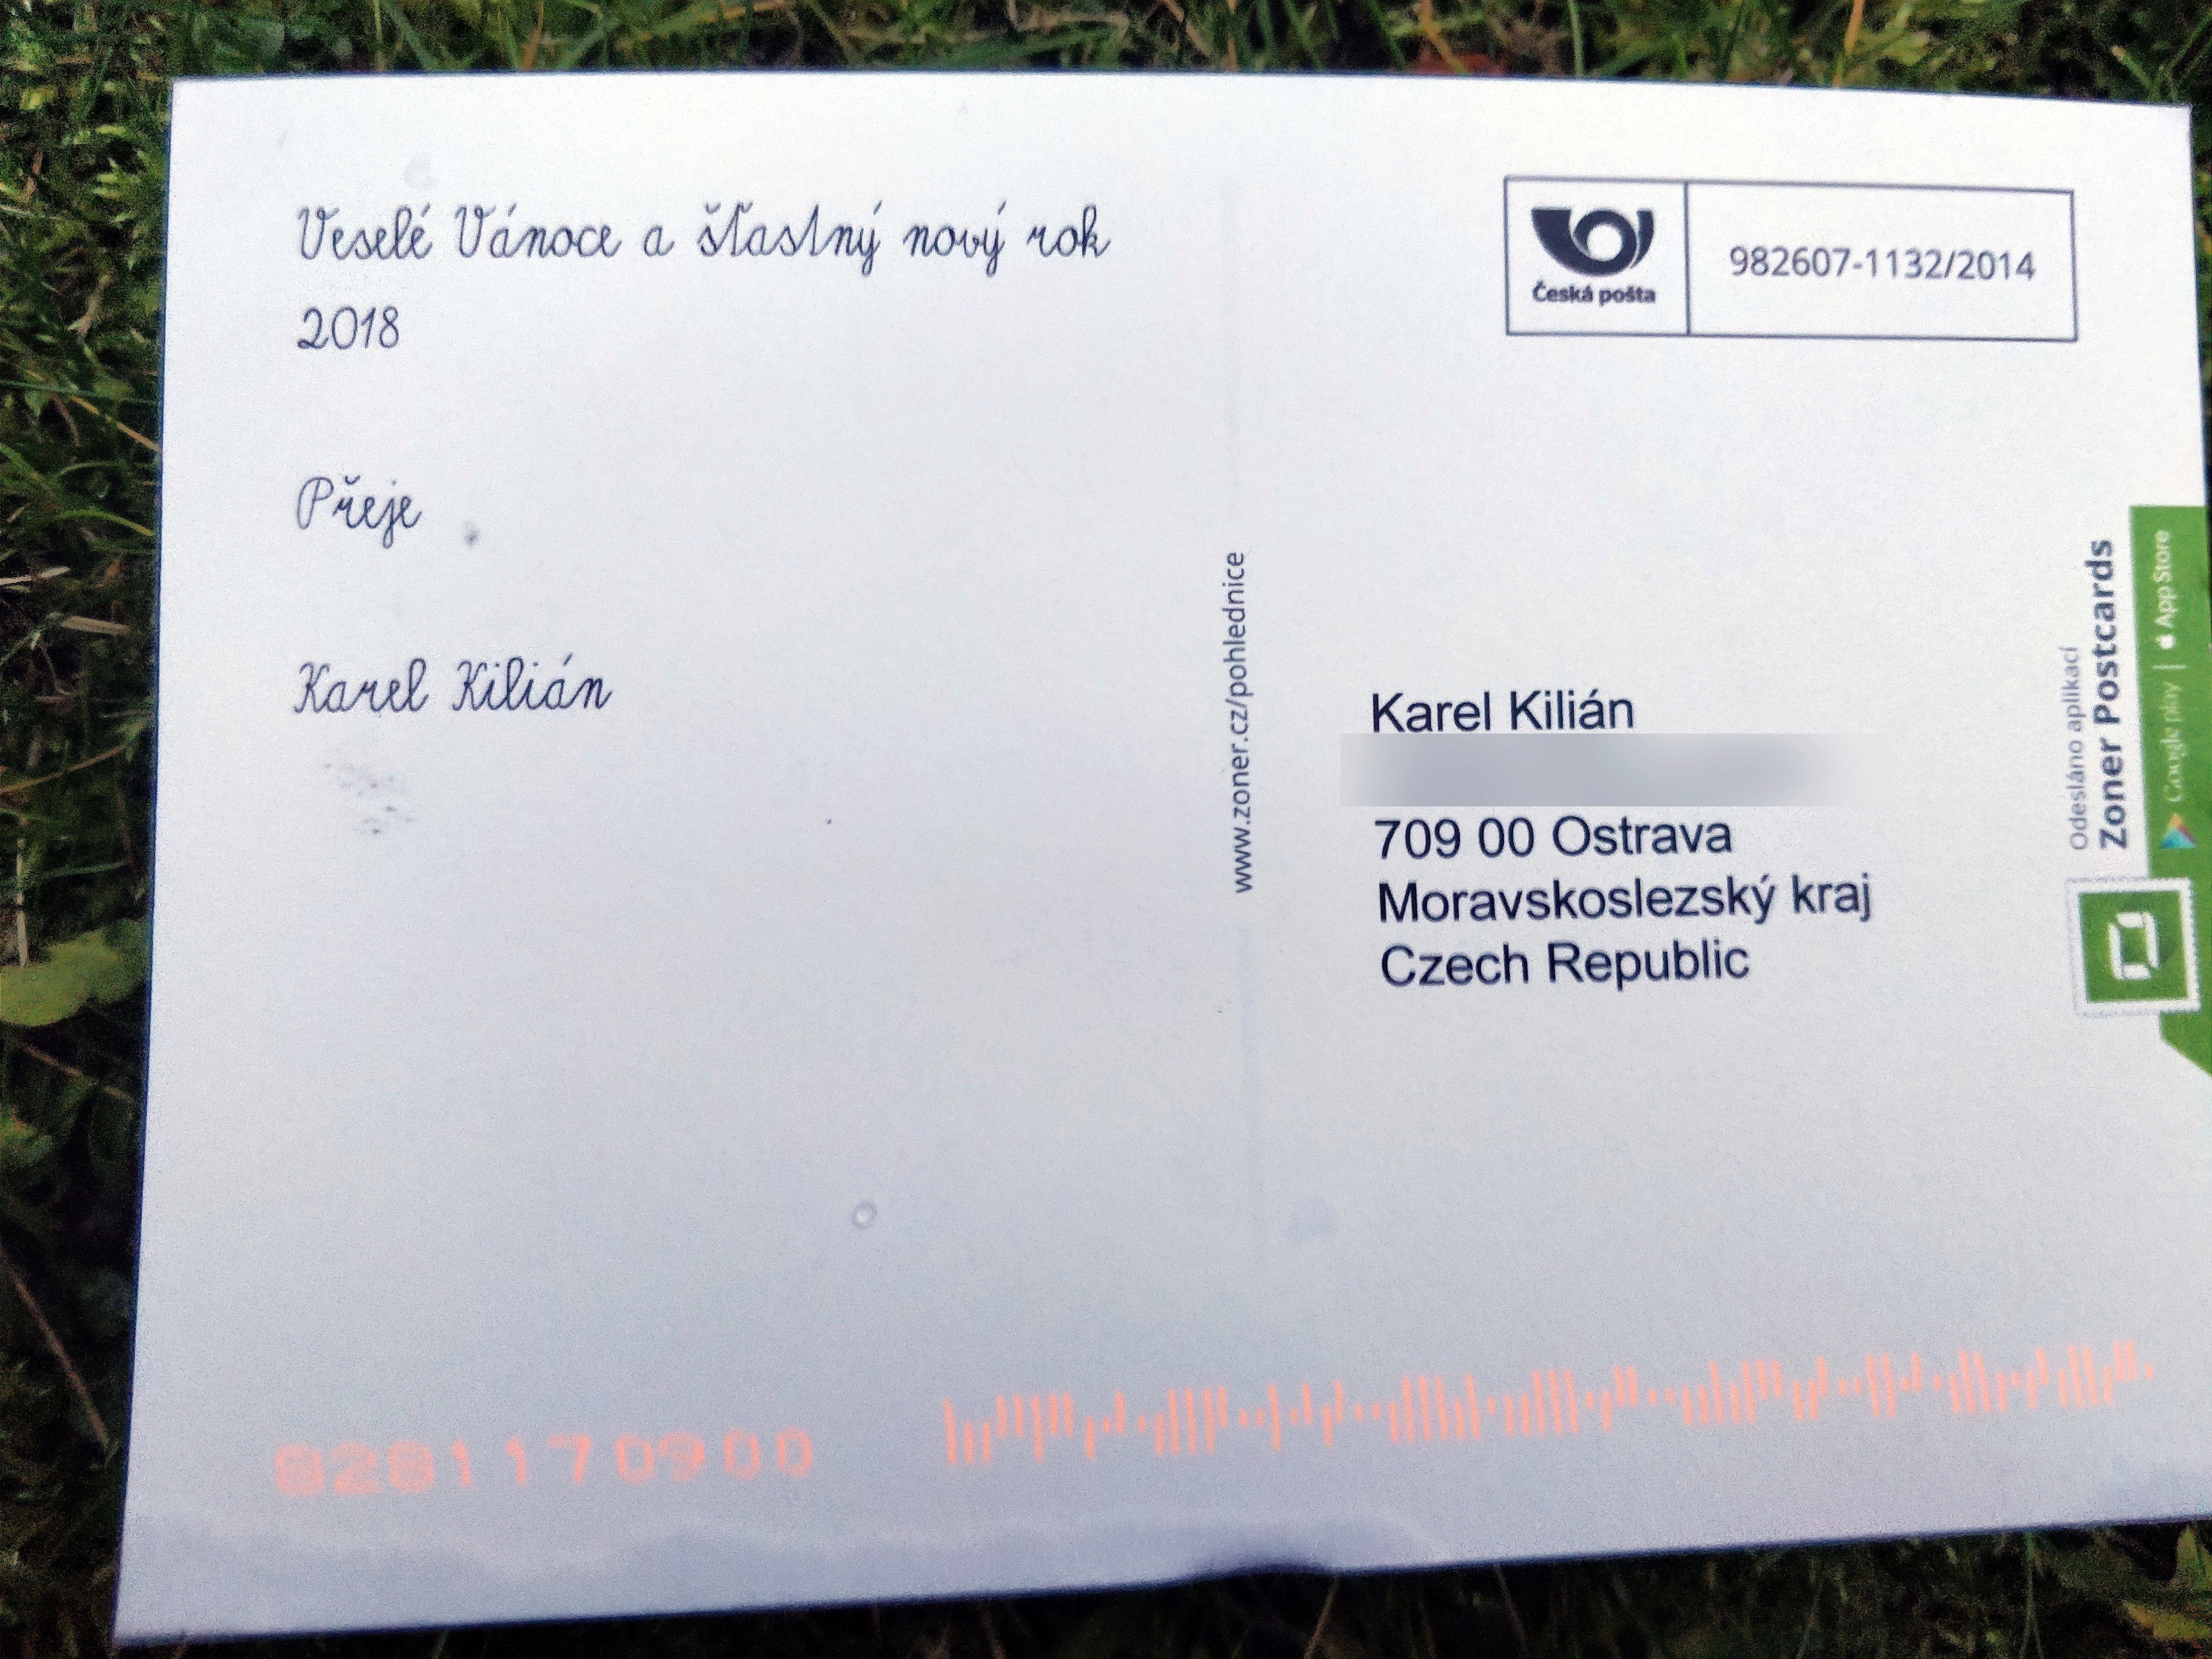 Veselé Vánoce a šťastný nový rok
2018
Přeje
Karel Kilián
www.zoner.cz/pohlednice
Česká pošta
982607-1132/2014
Karel Kilián
709 00 Ostrava
Moravskoslezský kraj
Czech Republic
Odesláno aplikací
Zoner Postcards
Google play | App Store
8281170900